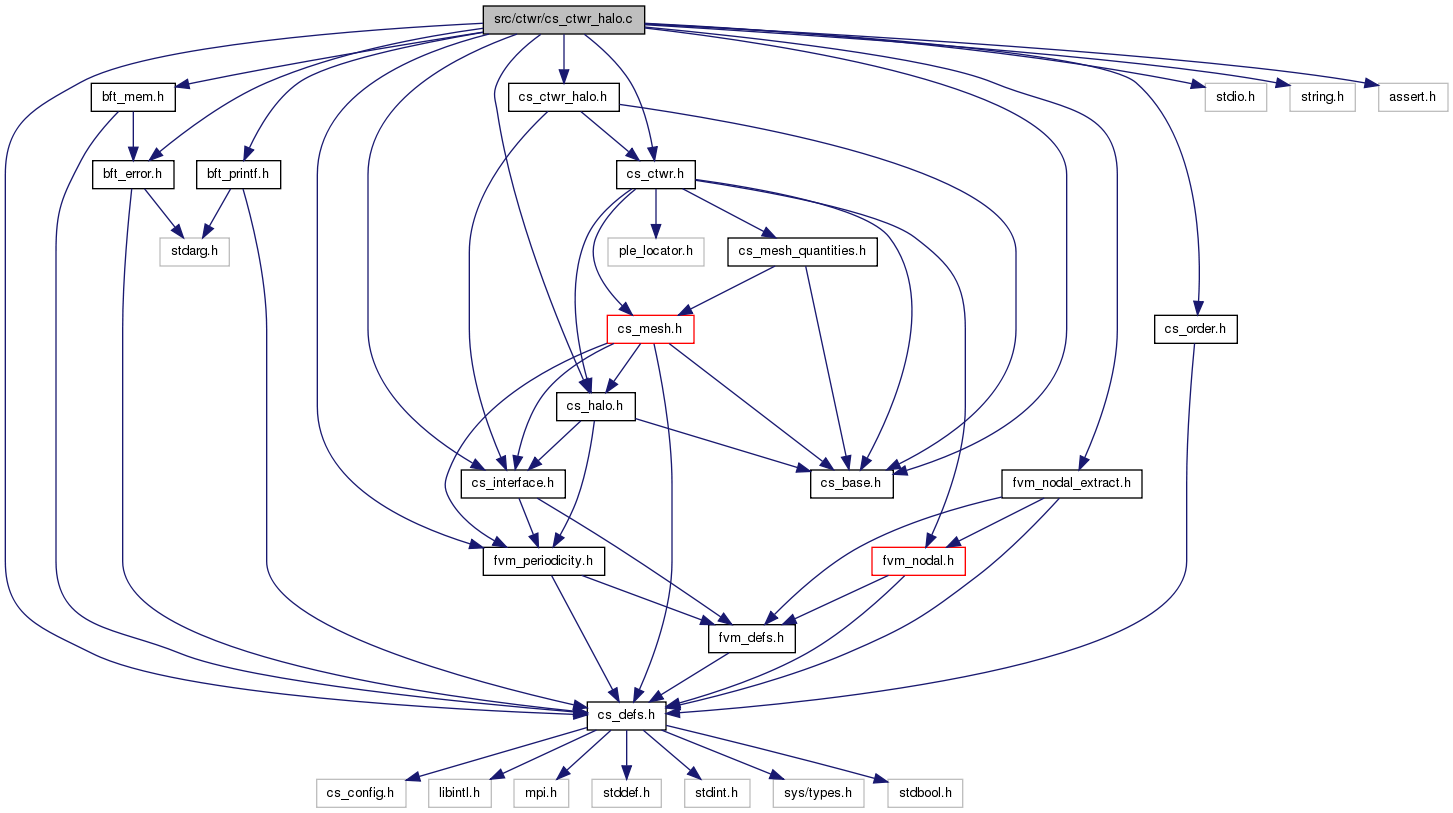 src/ctwr/cs_ctwr_halo.c
bft_mem.h
cs_ctwr_halo.h
stdio.h
string.h
assert.h
bft_error.h
bft_printf.h
cs_ctwr.h
stdarg.h
ple_locator.h
cs_mesh_quantities.h
cs_mesh.h
cs_order.h
cs_halo.h
cs_interface.h
cs_base.h
fvm_nodal_extract.h
fvm_periodicity.h
fvm_nodal.h
fvm_defs.h
cs_defs.h
cs_config.h
libintl.h
mpi.h
stddef.h
stdint.h
sys/types.h
stdbool.h